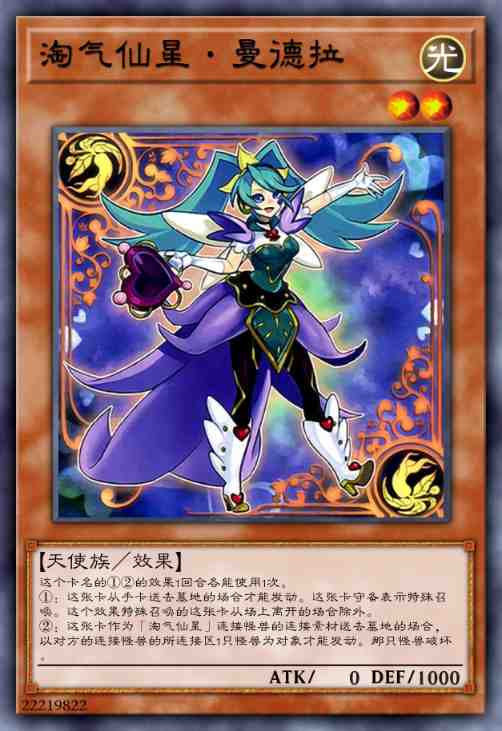 淘气仙星·曼德拉
光
【天使族／效果】
这个卡名的①②的效果1回合各能使用1次。
①：这张卡从手卡送去墓地的场合才能发动。这张卡守备表示特殊召
唤。这个效果特殊召唤的这张卡从场上离开的场合除外。
②：这张卡作为「淘气仙星」连接怪兽的连接素材送去墓地的场合，
以对方的连接怪兽的所连接区1只怪兽为对象才能发动。那只怪兽破坏
。
ATK/ 0 DEF/1000
22219822